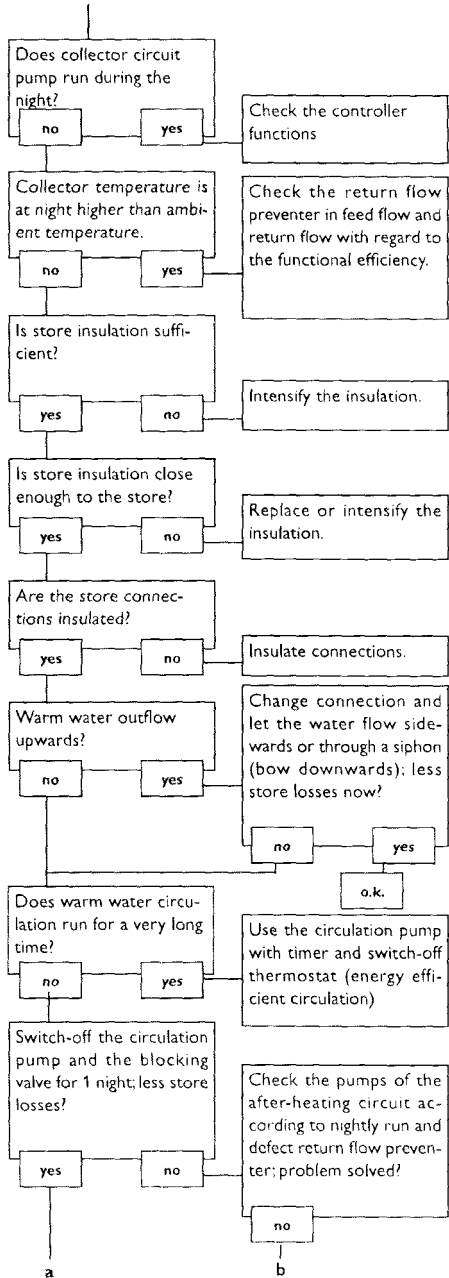 Does collector circuit
pump run during the
night?
no
yes
Check the controller
functions
Collector temperature is
at night higher than ambi-
ent temperature.
no
yes
Check the return flow
preventer in feed flow and
return flow with regard to
the functional efficiency.
Is store insulation suffi-
cient?
yes
no
Intensify the insulation.
Is store insulation close
enough to the store?
yes
no
Replace or intensify the
insulation.
Are the store connec-
tions insulated?
yes
no
Insulate connections.
Warm water outflow
upwards?
no
yes
Change connection and
let the water flow side-
wards or through a siphon
(bow downwards); less
store losses now?
no
yes
o.k.
Does warm water circu-
lation run for a very long
time?
no
yes
Use the circulation pump
with timer and switch-off
thermostat (energy effi-
cient circulation)
Switch-off the circulation
pump and the blocking
valve for 1 night; less store
losses?
yes
no
Check the pumps of the
after-heating circuit ac-
cording to nightly run and
defect return flow preven-
ter; problem solved?
no
a
b